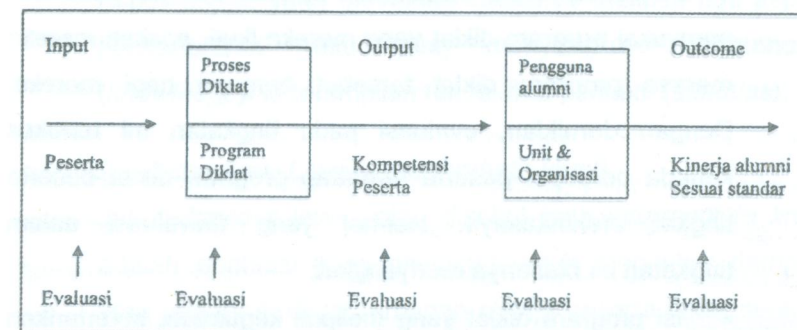 Input
Proses
Diklat
Output
Pengguna
alumni
Outcome
Peserta
Program
Diklat
Kompetensi
Peserta
Unit &
Organisasi
Kinerja alumni
Sesuai standar
Evaluasi
Evaluasi
Evaluasi
Evaluasi
Evaluasi